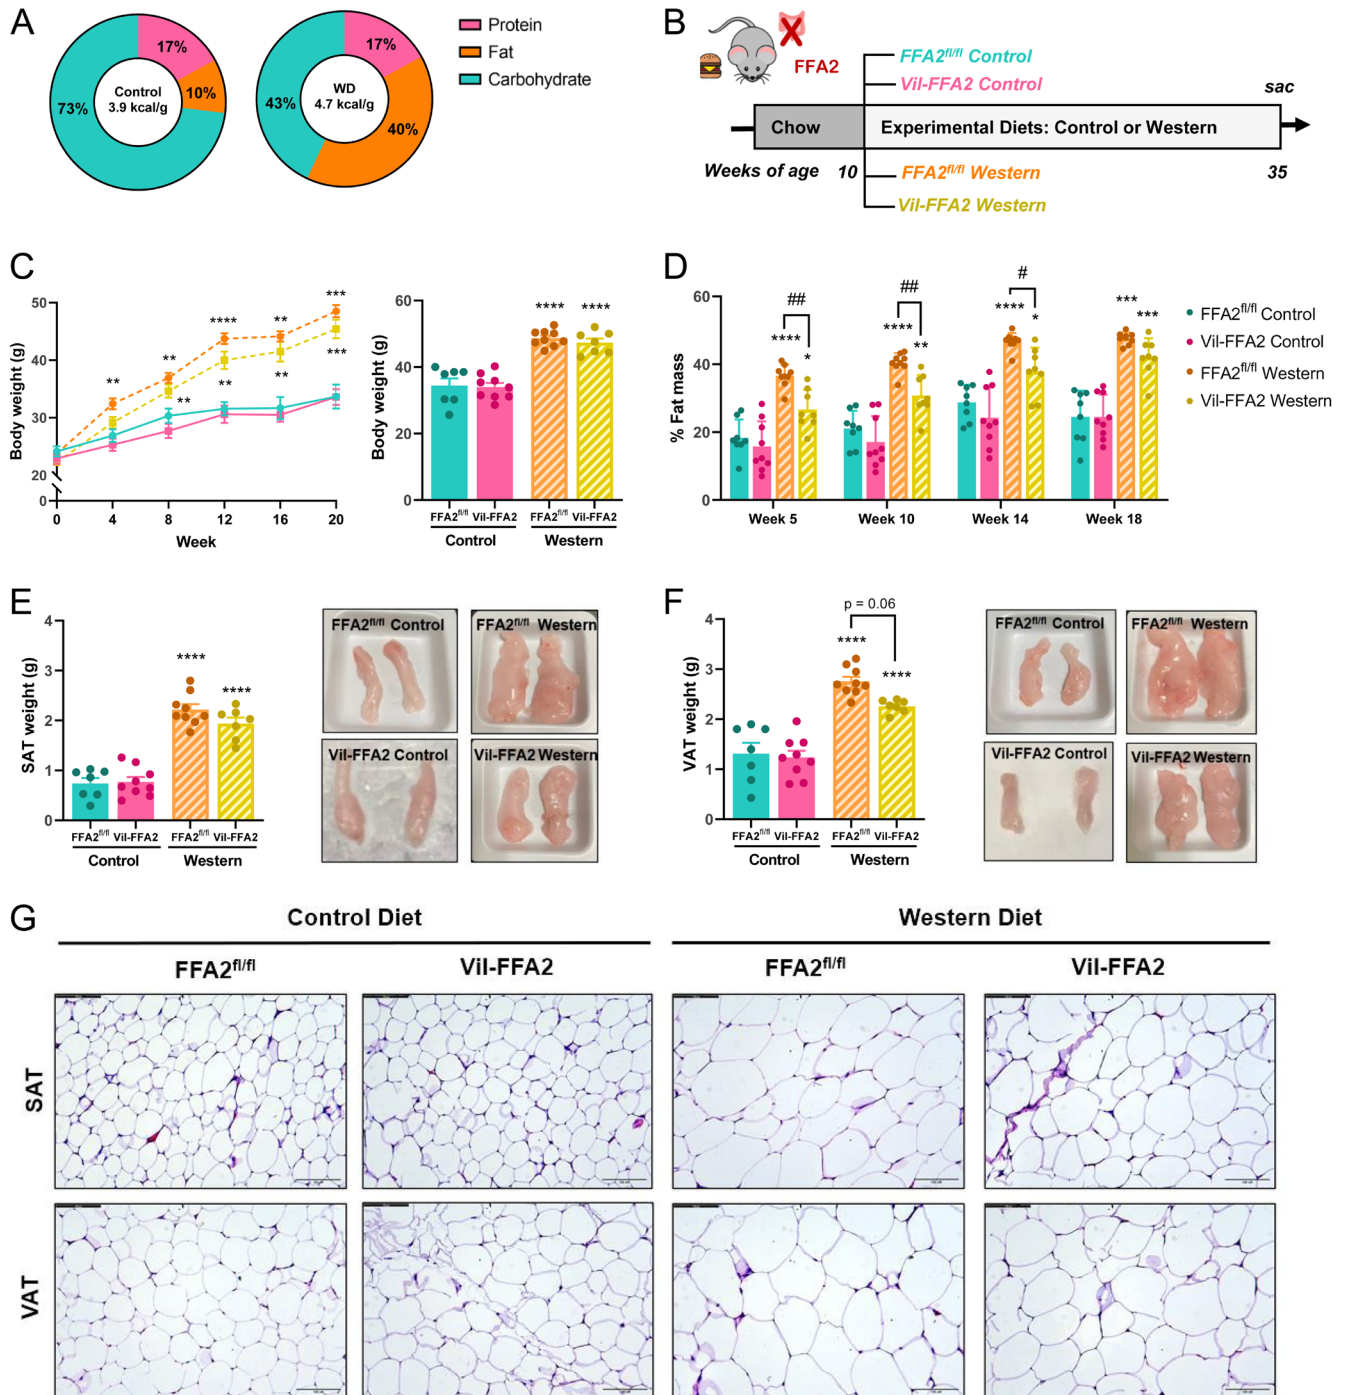 A
17%
10%
73%
Control
3.9 kcal/g
17%
40%
43%
WD
4.7 kcal/g
Protein
Fat
Carbohydrate
B
FFA2
FFA2fl/fl Control
Vil-FFA2 Control
sac
Chow
Experimental Diets: Control or Western
Weeks of age 10
35
FFA2fl/fl Western
Vil-FFA2 Western
C
Body weight (g)
50
40
30
20
0
0 4 8 12 16 20
Week
**
**
**
****
**
**
**
***
***
Body weight (g)
60
40
20
0
**** ****
FFA2fl/fl Vil-FFA2 FFA2fl/fl Vil-FFA2
Control Western
D
% Fat mass
60
40
20
0
##
****
*
##
****
**
#
****
*
***
***
Week 5 Week 10 Week 14 Week 18
FFA2fl/fl Control
Vil-FFA2 Control
FFA2fl/fl Western
Vil-FFA2 Western
E
SAT weight (g)
4
3
2
1
0
****
****
FFA2fl/fl Vil-FFA2 FFA2fl/fl Vil-FFA2
Control Western
FFA2fl/fl Control
FFA2fl/fl Western
Vil-FFA2 Control
Vil-FFA2 Western
F
VAT weight (g)
4
3
2
1
0
p = 0.06
****
****
FFA2fl/fl Vil-FFA2 FFA2fl/fl Vil-FFA2
Control Western
FFA2fl/fl Control
FFA2fl/fl Western
Vil-FFA2 Control
Vil-FFA2 Western
G
Control Diet
Western Diet
FFA2fl/fl
Vil-FFA2
FFA2fl/fl
Vil-FFA2
SAT
VAT